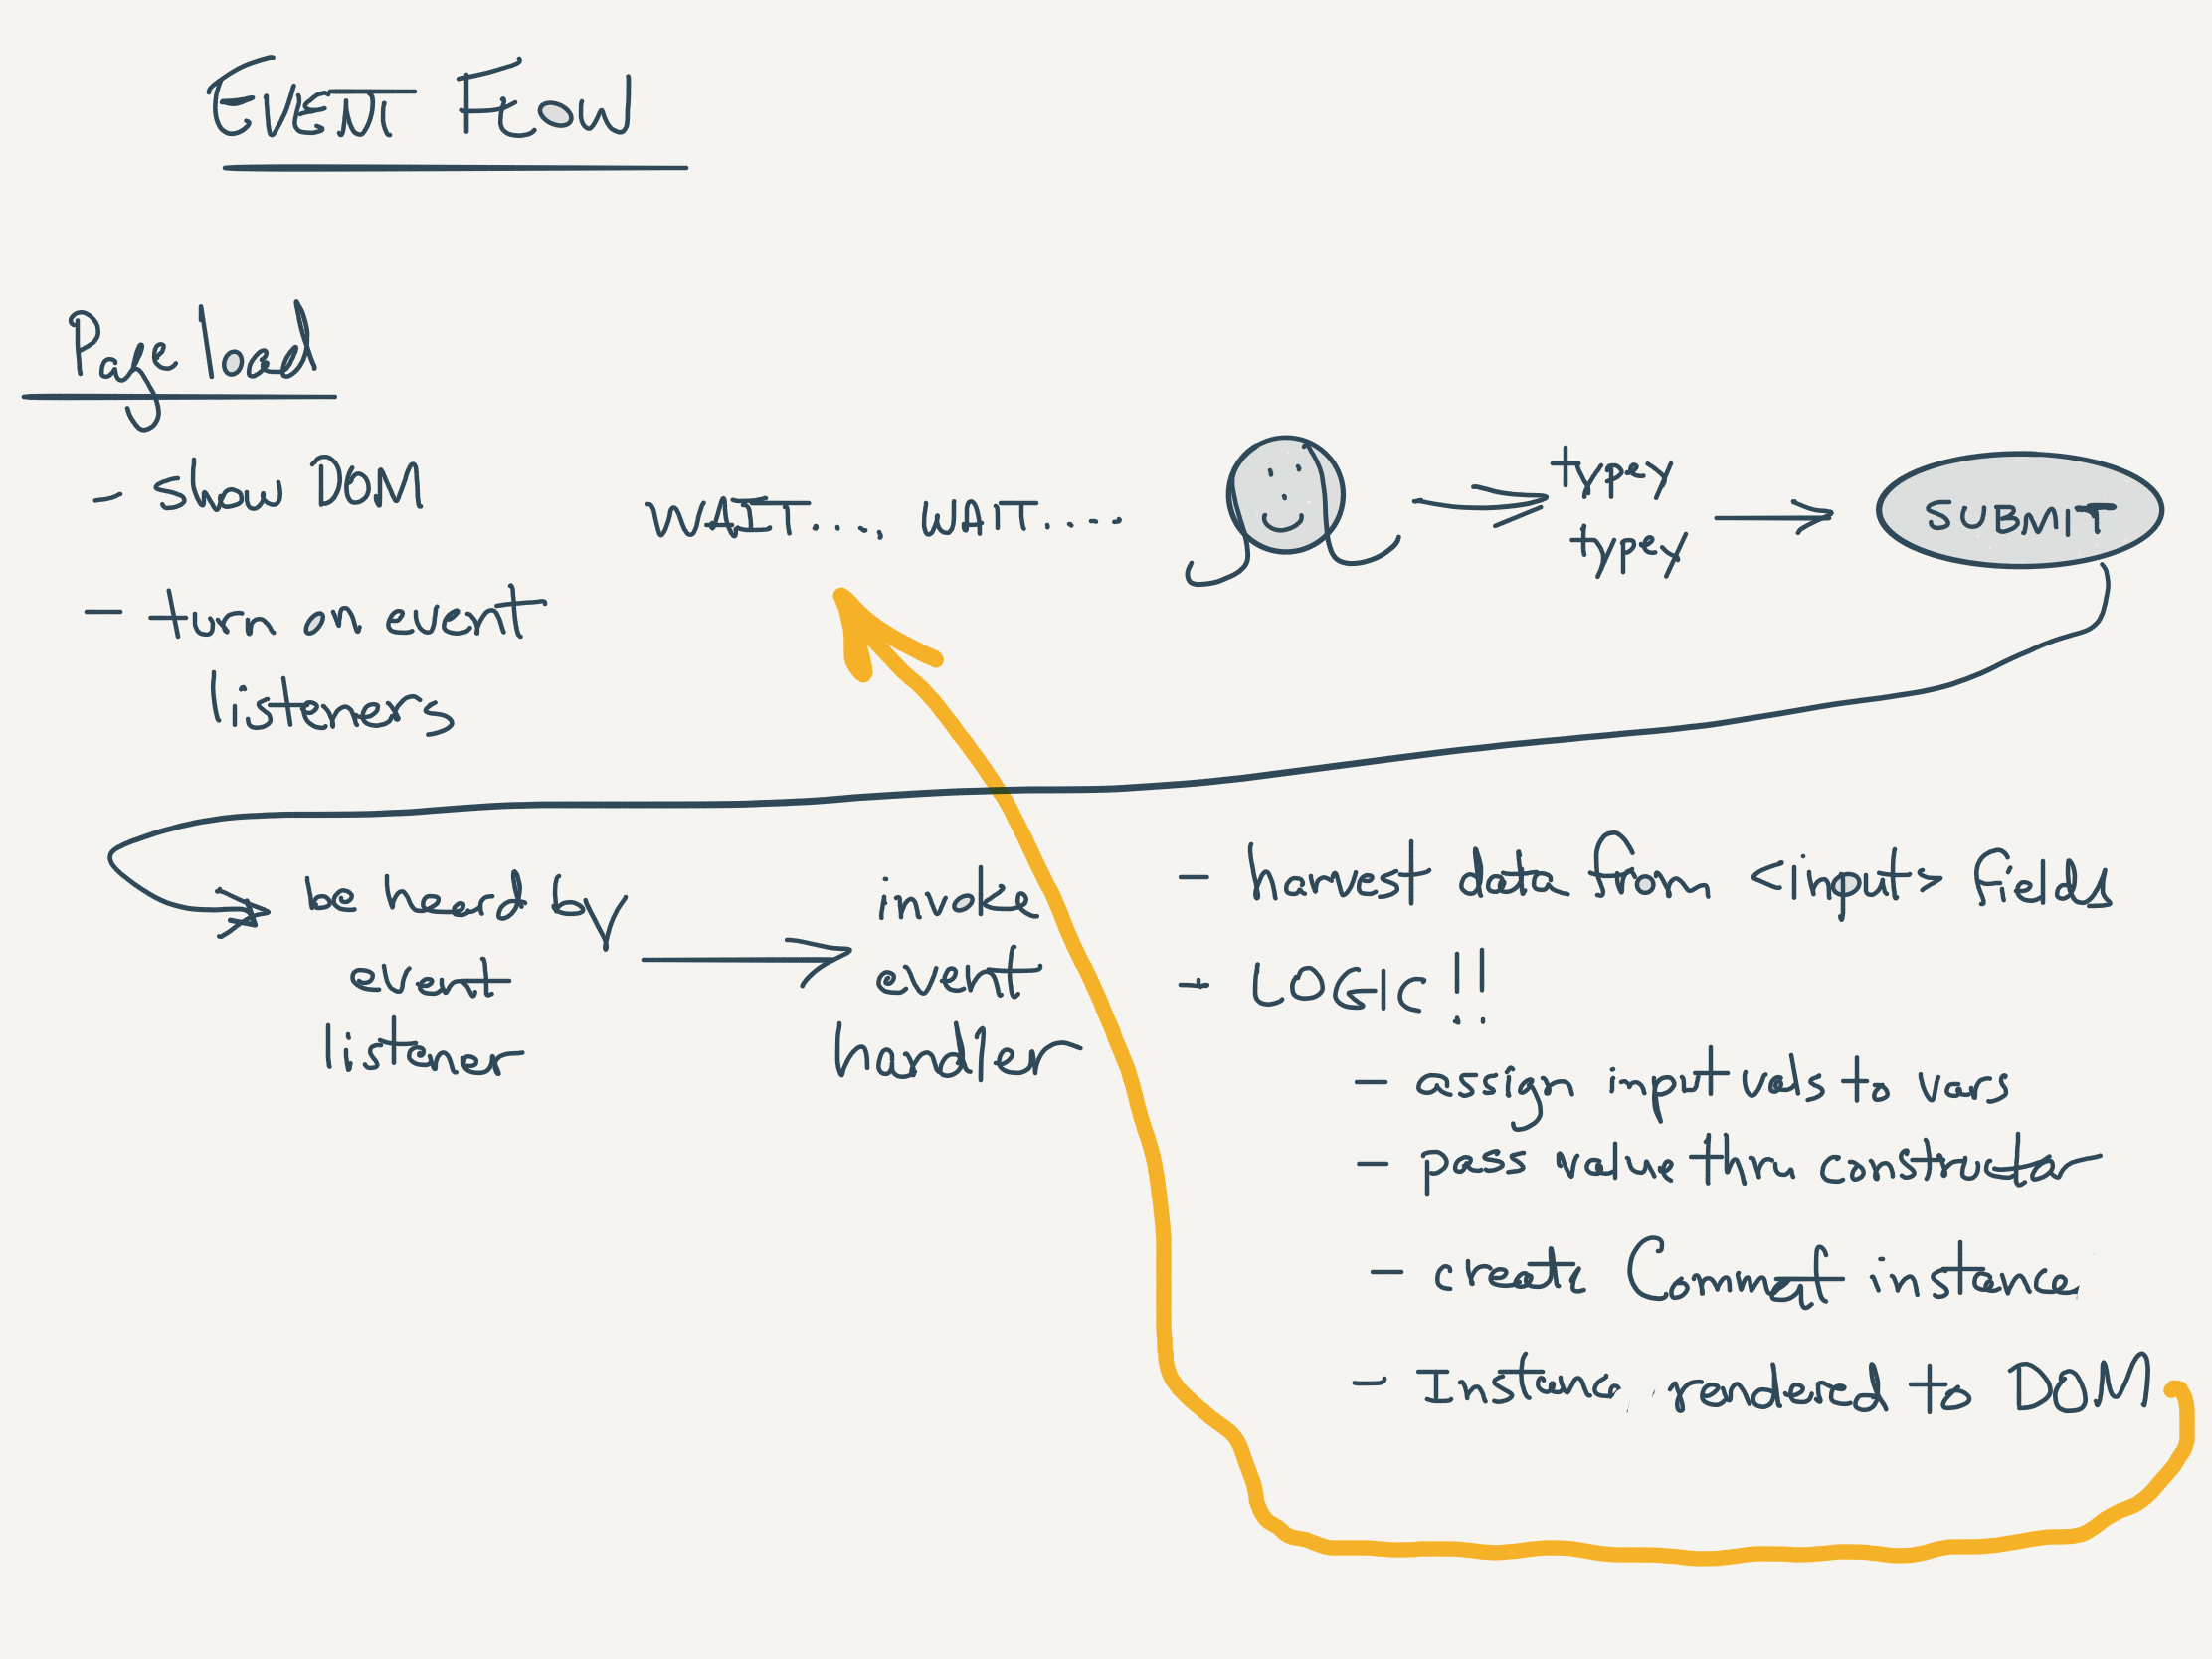 EVENT FLOW
Page load
- show DOM
- turn on event
listeners
WAIT.... WAIT....
typey
typey
SUBMIT
be heard by
event
listener
invoke
event
handler
- harvest data from <input> fields
- LOGIC!!
- assign input vals to vars
- pass value thru constructor
- create instance
- Instance rendered to DOM